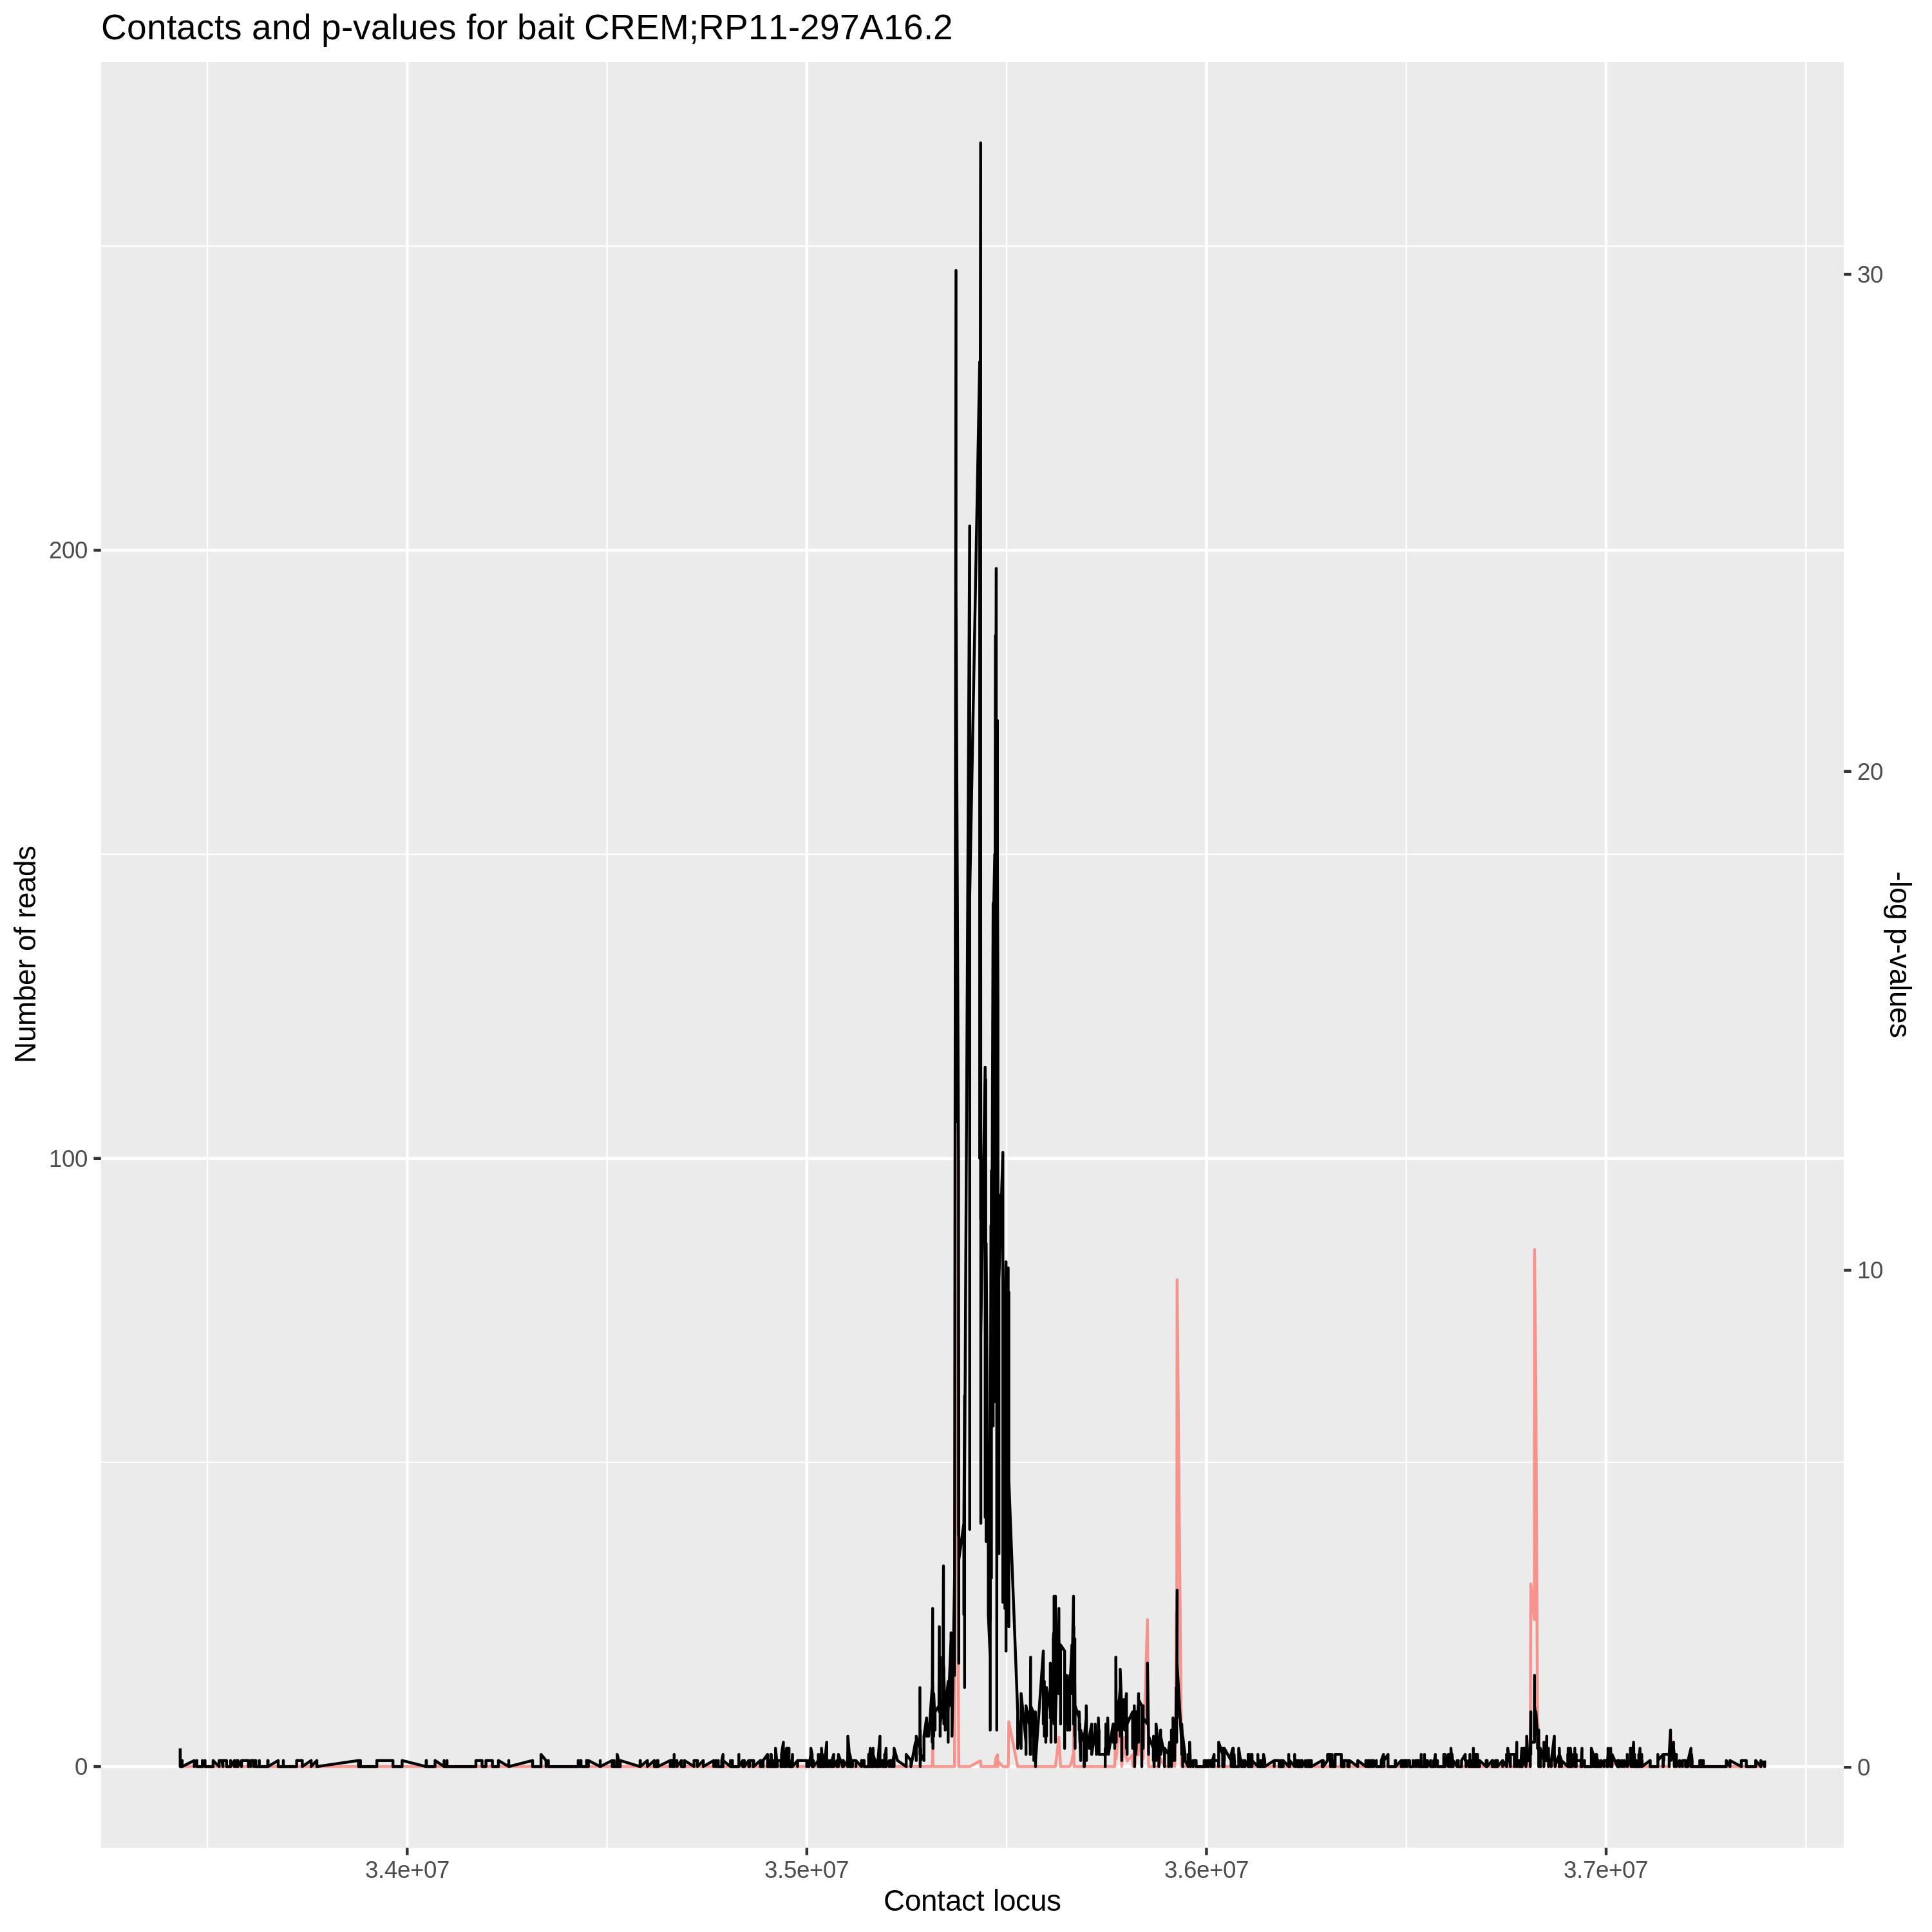 Contacts and p-values for bait CREM;RP11-297A16.2
Number of reads
200
100
0
30
20
10
0
-log p-values
3.4e+07
3.5e+07
3.6e+07
3.7e+07
Contact locus